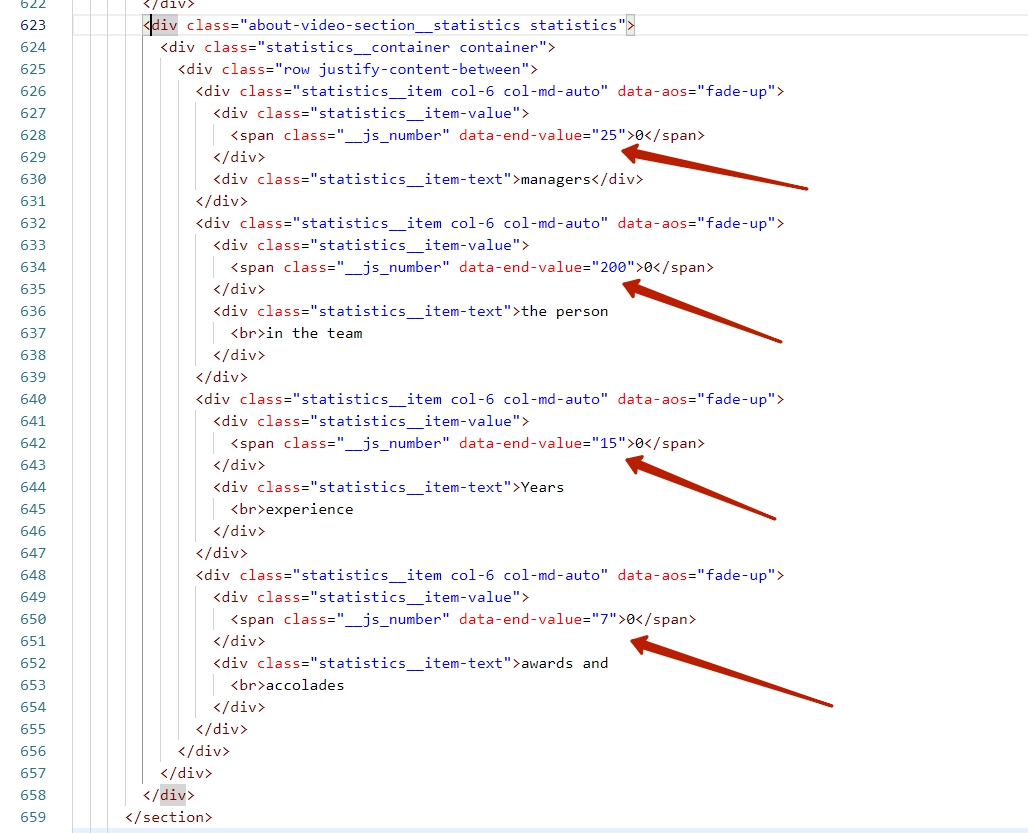 622 </div>
623 <div class="about-video-section__statistics statistics">
624 <div class="statistics__container container">
625 <div class="row justify-content-between">
626 <div class="statistics__item col-6 col-md-auto" data-aos="fade-up">
627 <div class="statistics__item-value">
628 <span class="__js_number" data-end-value="25">0</span>
629 </div>
630 <div class="statistics__item-text">managers</div>
631 </div>
632 <div class="statistics__item col-6 col-md-auto" data-aos="fade-up">
633 <div class="statistics__item-value">
634 <span class="__js_number" data-end-value="200">0</span>
635 </div>
636 <div class="statistics__item-text">the person
637 <br>in the team
638 </div>
639 </div>
640 <div class="statistics__item col-6 col-md-auto" data-aos="fade-up">
641 <div class="statistics__item-value">
642 <span class="__js_number" data-end-value="15">0</span>
643 </div>
644 <div class="statistics__item-text">Years
645 <br>experience
646 </div>
647 </div>
648 <div class="statistics__item col-6 col-md-auto" data-aos="fade-up">
649 <div class="statistics__item-value">
650 <span class="__js_number" data-end-value="7">0</span>
651 </div>
652 <div class="statistics__item-text">awards and
653 <br>accolades
654 </div>
655 </div>
656 </div>
657 </div>
658 </div>
659 </section>